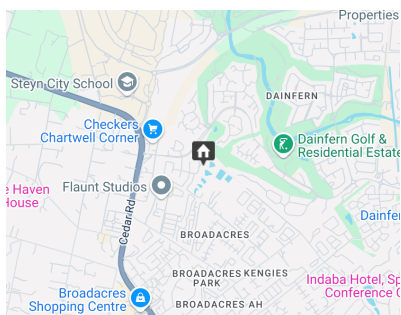 Properties
Steyn City School
DAINFERN
Checkers
Chartwell Corner
Dainfern Golf &
Residential Estate
e Haven
House
Flaunt Studios
Cedar Rd
Dainfe
BROADACRES
BROADACRES
PARK
KENGIES
Indaba Hotel, Sp
Conference C
Broadacres
Shopping Centre
BROADACRES AH